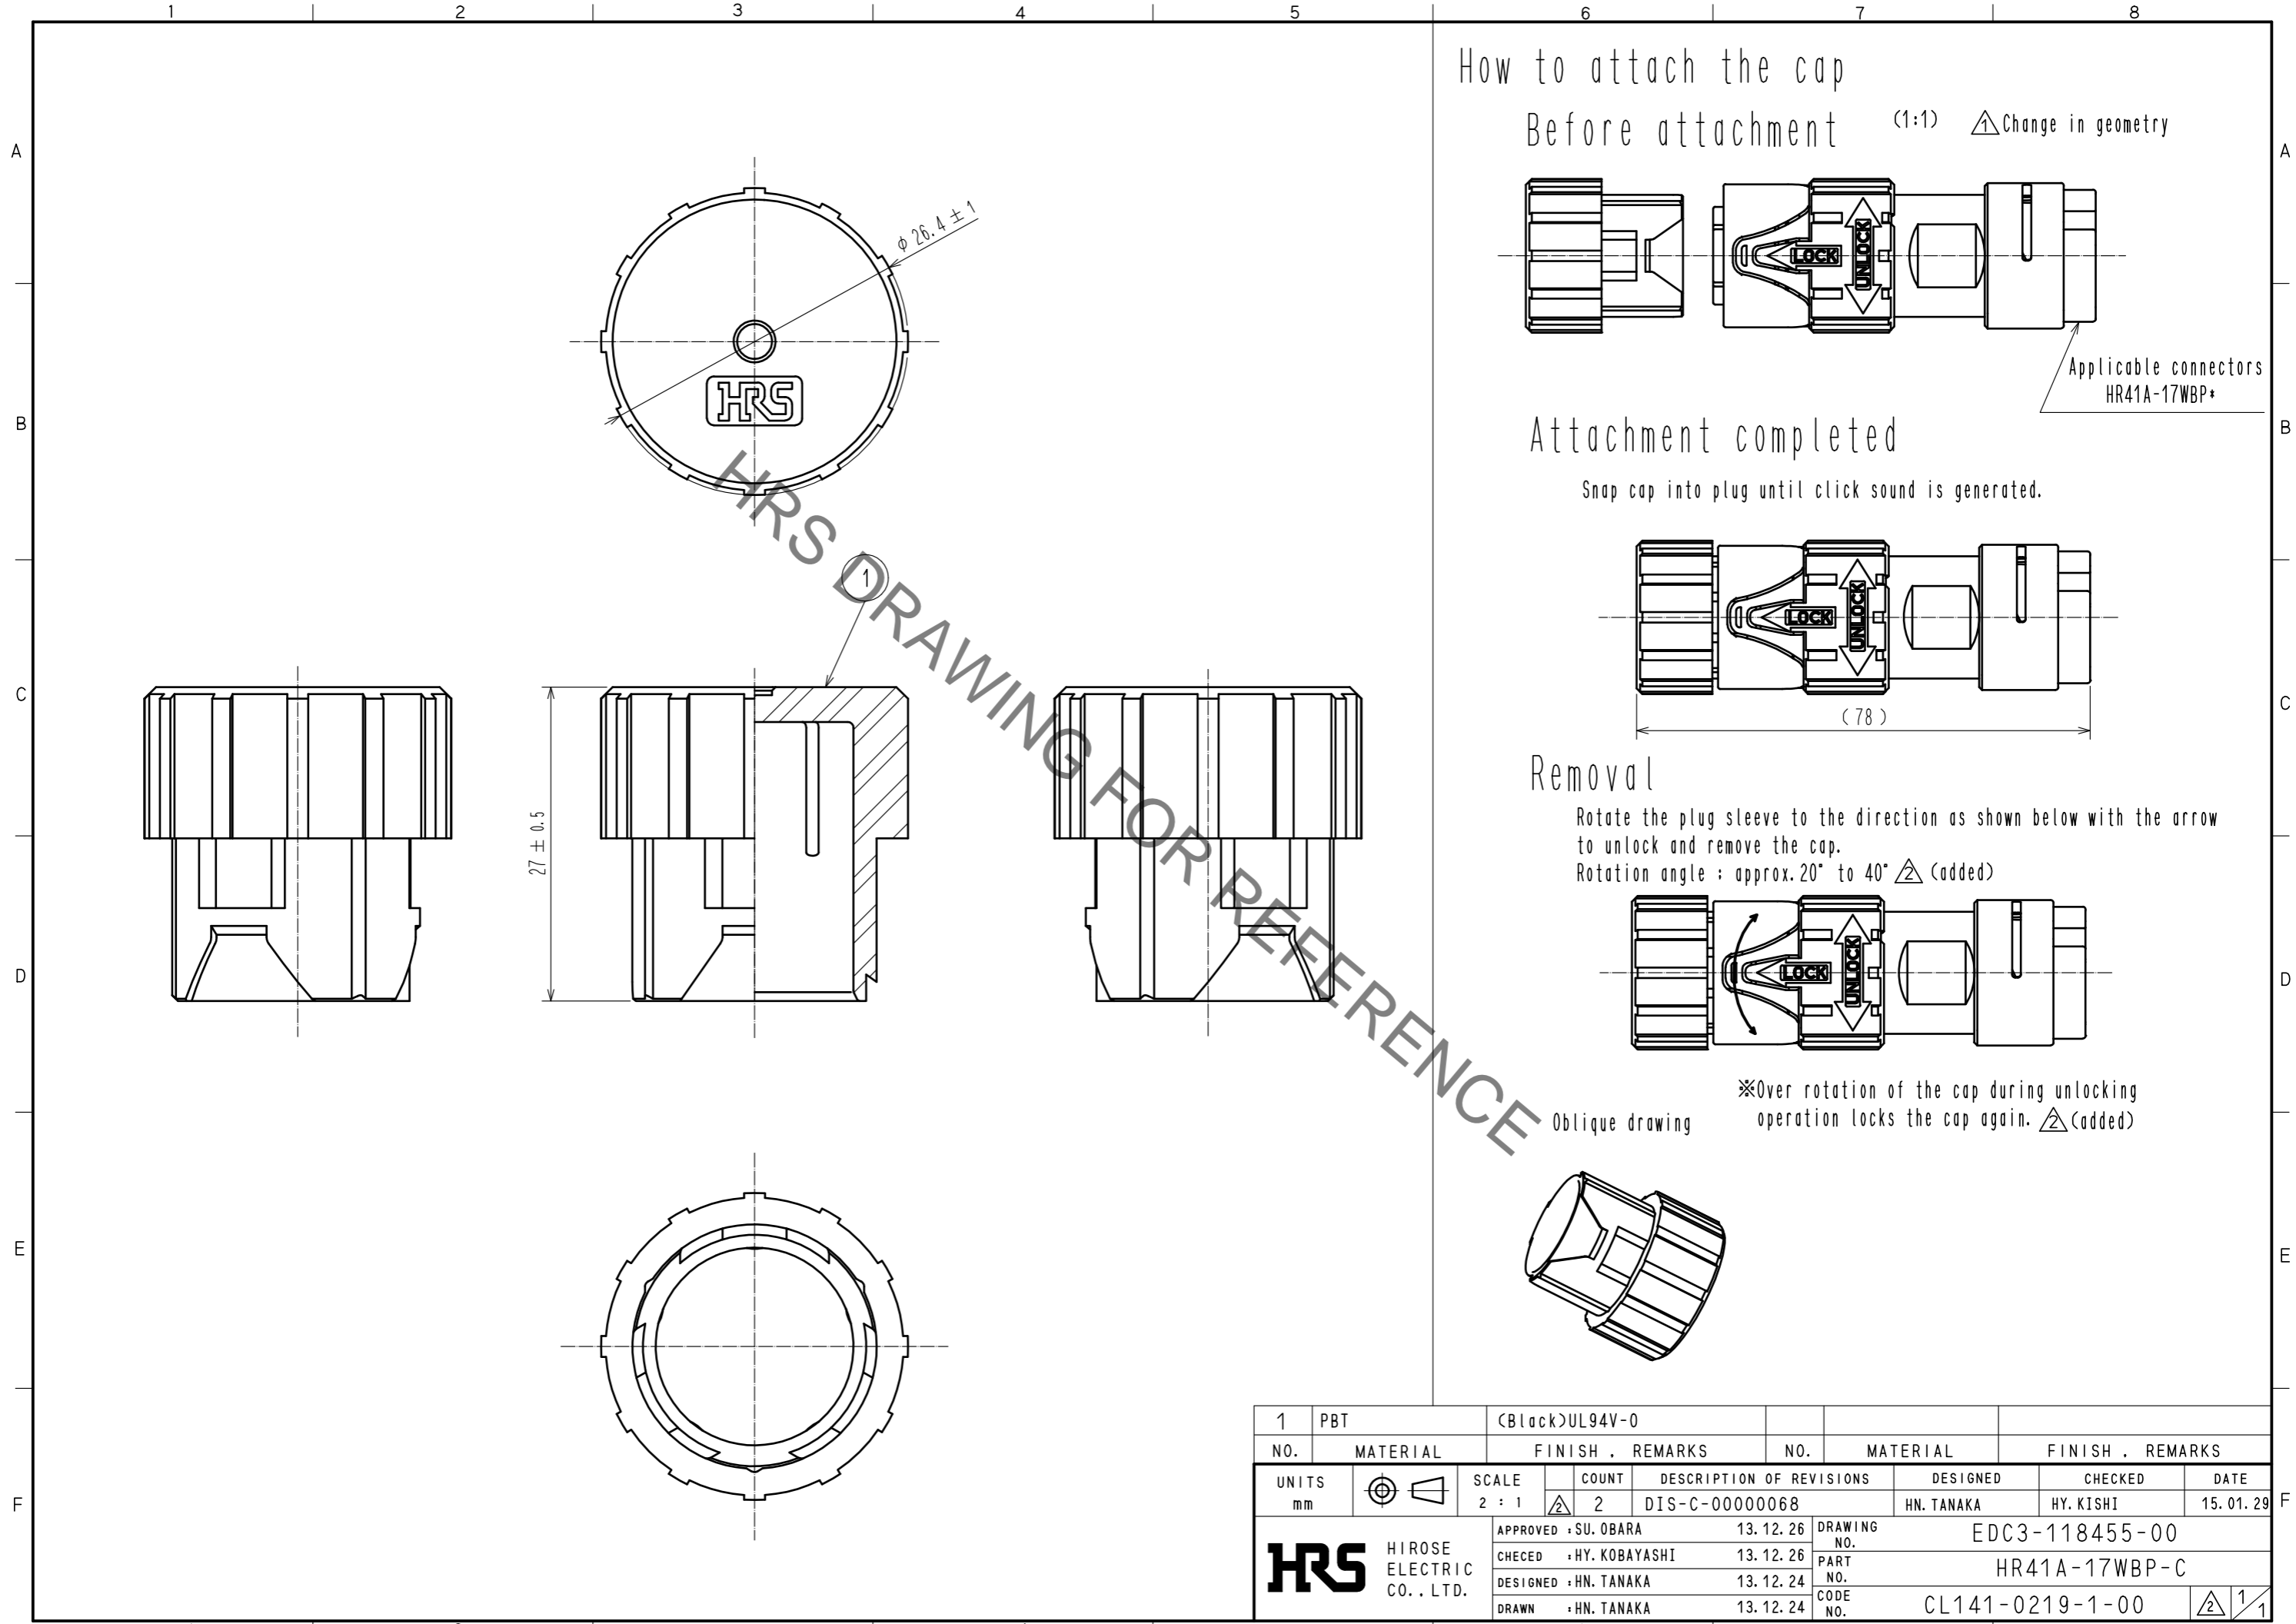 1 2 3 4 5 6 7 8
A
B
C
D
E
F
A
B
C
D
E
F
φ 26.4 ± 1
HRS
1
27 ± 0.5
HRS DRAWING FOR REFERENCE
How to attach the cap
Before attachment (1:1) 1 Change in geometry
LOCK
UNLOCK
Applicable connectors
HR41A-17WBP*
Attachment completed
Snap cap into plug until click sound is generated.
LOCK
UNLOCK
(78)
Removal
Rotate the plug sleeve to the direction as shown below with the arrow
to unlock and remove the cap.
Rotation angle : approx. 20° to 40° 2 (added)
LOCK
UNLOCK
※Over rotation of the cap during unlocking
operation locks the cap again. 2 (added)
Oblique drawing
1 PBT (Black)UL94V-0
NO. MATERIAL FINISH . REMARKS NO. MATERIAL FINISH . REMARKS
UNITS mm SCALE 2 : 1
COUNT DESCRIPTION OF REVISIONS DESIGNED CHECKED DATE
2 2 DIS-C-00000068 HN. TANAKA HY. KISHI 15. 01. 29
HRS
HIROSE
ELECTRIC
CO., LTD.
APPROVED : SU. OBARA 13. 12. 26
CHECED : HY. KOBAYASHI 13. 12. 26
DESIGNED : HN. TANAKA 13. 12. 24
DRAWN : HN. TANAKA 13. 12. 24
DRAWING NO. EDC3-118455-00
PART NO. HR41A-17WBP-C
CODE NO. CL141-0219-1-00 2 1/1